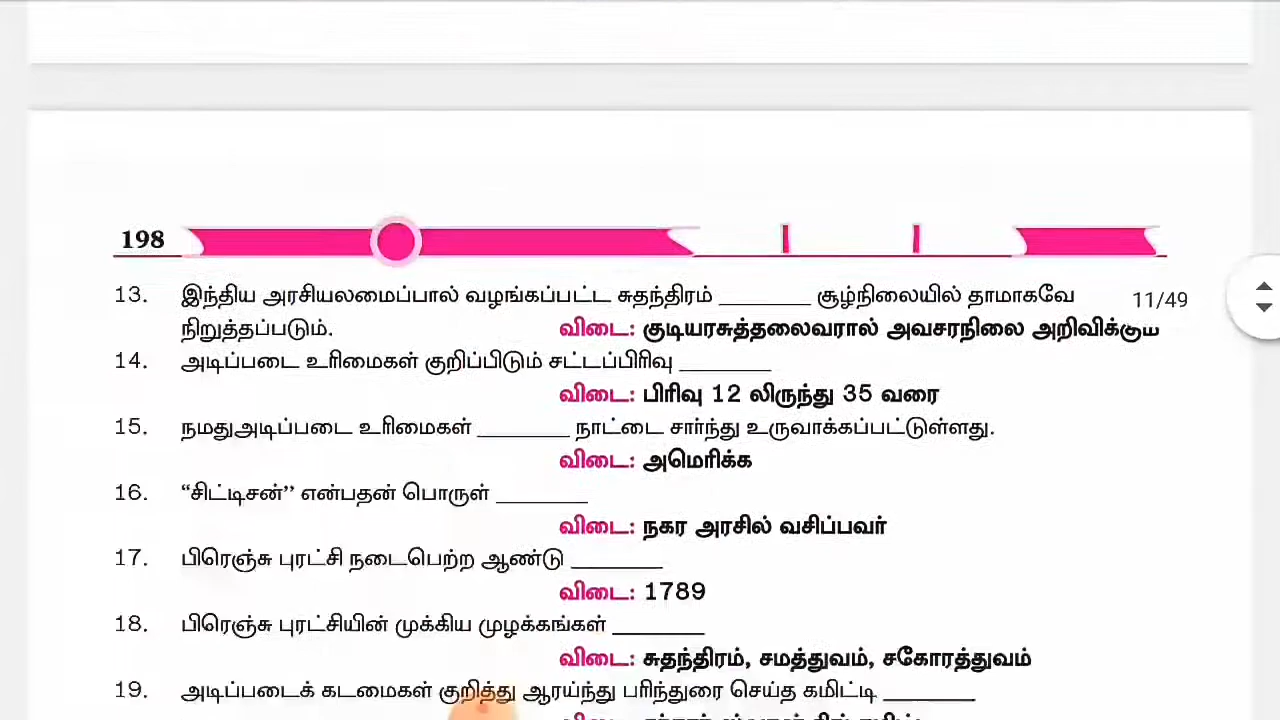 198
13. இந்திய அரசியலமைப்பால் வழங்கப்பட்ட சுதந்திரம் ________ சூழ்நிலையில் தாமாகவே
11/49
நிறுத்தப்படும். விடை: குடியரசுத்தலைவரால் அவசரநிலை
14. அடிப்படை உரிமைகள் குறிப்பிடும் சட்டப்பிரிவு ________
விடை: பிரிவு 12 லிருந்து 35 வரை
15. நமதுஅடிப்படை உரிமைகள் ________ நாட்டை சார்ந்து உருவாக்கப்பட்டுள்ளது.
விடை: அமெரிக்க
16. “சிட்டிசன்’’ என்பதன் பொருள் ________
விடை: நகர அரசில் வசிப்பவர்
17. பிரெஞ்சு புரட்சி நடைபெற்ற ஆண்டு ________
விடை: 1789
18. பிரெஞ்சு புரட்சியின் முக்கிய முழக்கங்கள் ________
விடை: சுதந்திரம், சமத்துவம், சகோரத்துவம்
19. அடிப்படைக் கடமைகள் குறித்து ஆராய்ந்து பரிந்துரை செய்த கமிட்டி ________